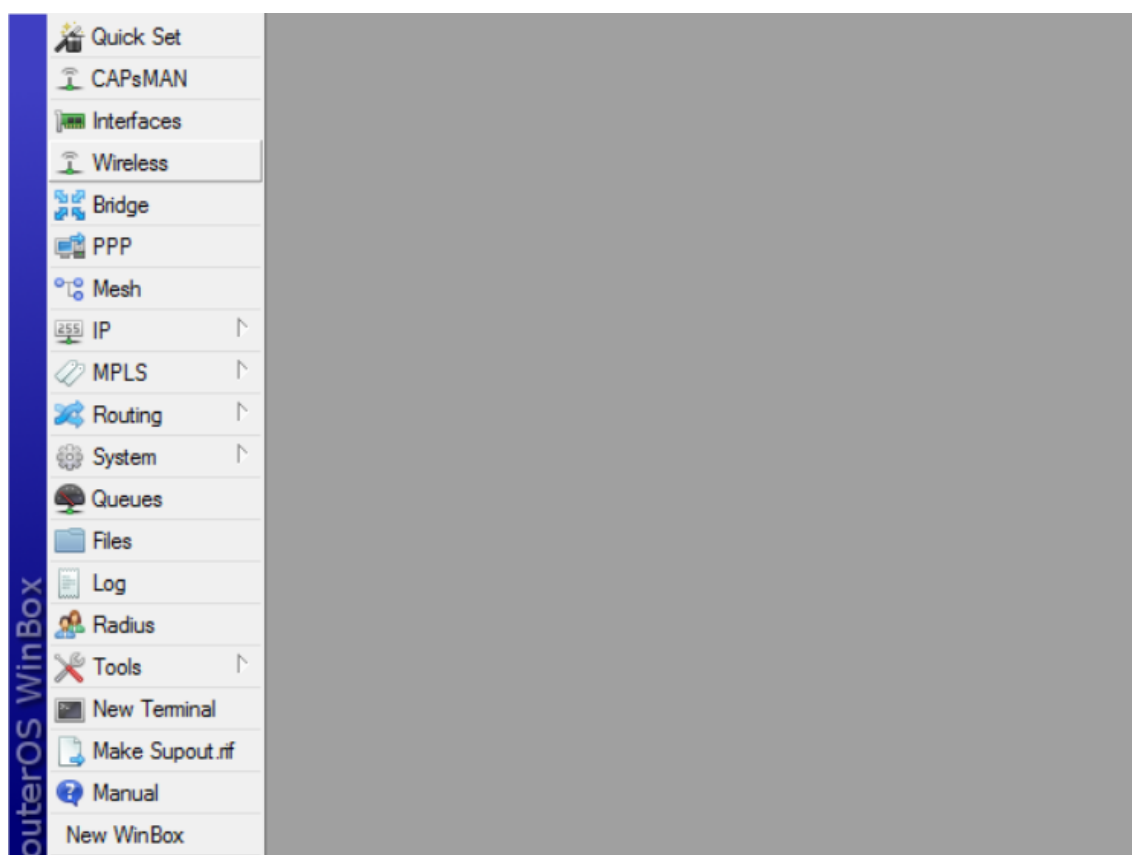 Quick Set
CAPsMAN
Interfaces
Wireless
Bridge
PPP
Mesh
255 IP
MPLS
Routing
System
Queues
Files
Log
Radius
Tools
New Terminal
Make Supout.rif
Manual
New WinBox
outerOS WinBox